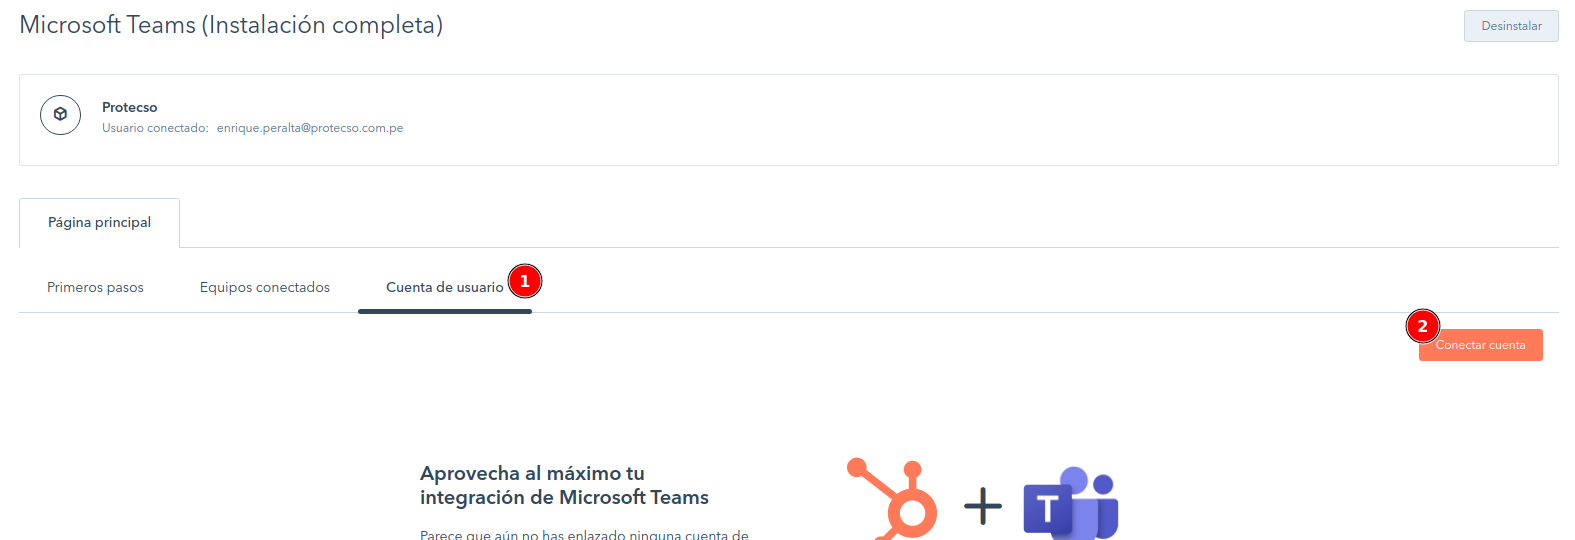 Microsoft Teams (Instalación completa)
Desinstalar
Protecso
Usuario conectado: enrique.peralta@protecso.com.pe
Página principal
Primeros pasos
Equipos conectados
Cuenta de usuario
1
2
Conectar cuenta
Aprovecha al máximo tu
integración de Microsoft Teams
T
Parece que aún no has enlazado ninguna cuenta de